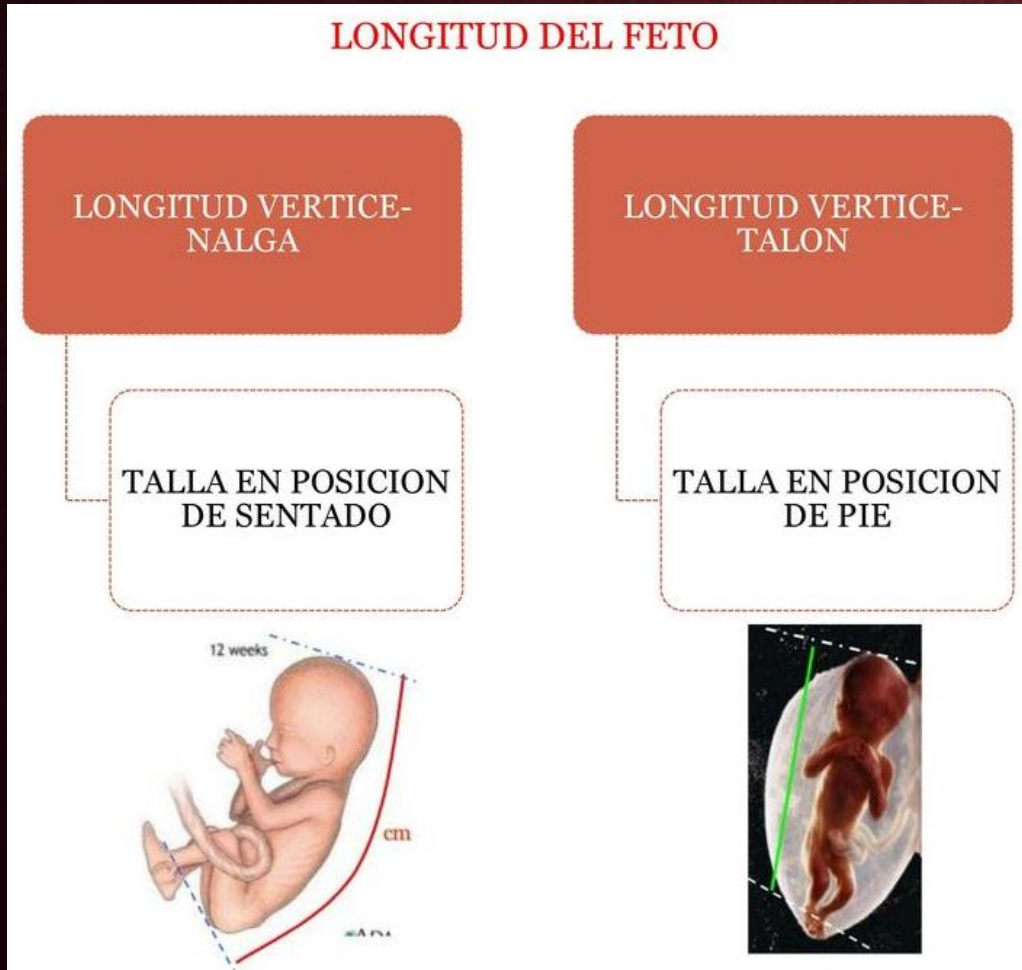 LONGITUD DEL FETO
LONGITUD VERTICE-
NALGA
LONGITUD VERTICE-
TALON
TALLA EN POSICION
DE SENTADO
TALLA EN POSICION
DE PIE
12 weeks
cm